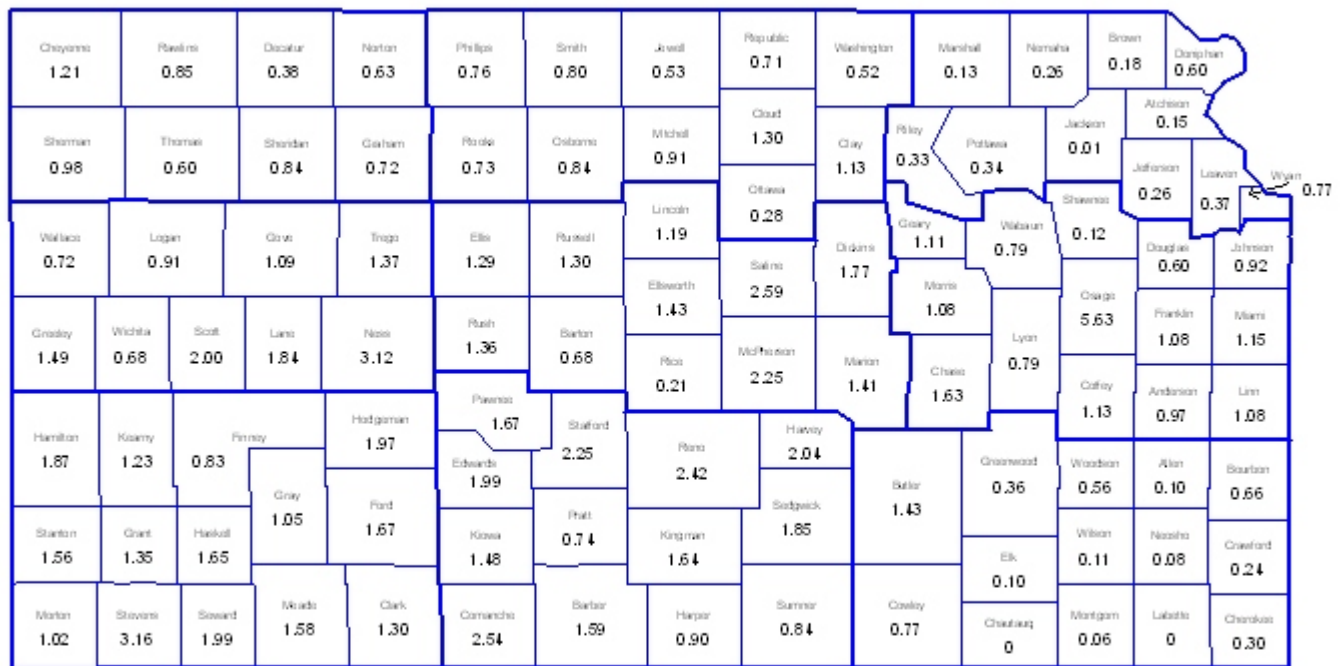 Cheyenne Rawlins Decatur Norton Phillips Smith Jewell Republic Washington Marshall Nemaha Brown Doniphan
1.21 0.85 0.38 0.63 0.76 0.80 0.53 0.71 0.52 0.13 0.26 0.18 0.60
Sherman Thomas Sheridan Graham Rooks Osborne Mitchell Cloud Clay Riley Pottawa Jackson Atchison
0.98 0.60 0.84 0.72 0.73 0.84 0.91 1.30 1.13 0.33 0.34 0.01 0.15
Ottawa Jefferson Leaven Wyan
0.28 0.26 0.37 0.77
Wallace Logan Gove Trego Ellis Russell Lincoln Saline Dickins Geary Wabaun Shawnee Douglas Johnson
0.72 0.91 1.09 1.37 1.29 1.30 1.19 2.59 1.77 1.11 0.79 0.12 0.60 0.92
Greeley Wichita Scott Lane Ness Rush Barton Ellsworth McPherson Marion Morris Lyon Osage Franklin Miami
1.49 0.68 2.00 1.84 3.12 1.36 0.68 1.43 2.25 1.41 1.08 0.79 5.63 1.08 1.15
Rice Chase Coffey Anderson Linn
0.21 1.63 1.13 0.97 1.08
Hamilton Kearny Finney Hodgeman Pawnee Stafford Reno Harvey Butler Greenwood Woodson Allen Bourbon
1.87 1.23 0.83 1.97 1.67 2.25 2.42 2.04 1.43 0.36 0.56 0.10 0.66
Gray Ford Edwards Sedgwick
1.05 1.67 1.99 1.85
Stanton Grant Haskell Kiowa Pratt Kingman Elk Wilson Neosho Crawford
1.56 1.35 1.65 1.48 0.74 1.64 0.10 0.11 0.08 0.24
Morton Stevens Seward Meade Clark Comanche Barber Harper Sumner Cowley Chautauq Montgom Labette Cherokee
1.02 3.16 1.99 1.58 1.30 2.54 1.59 0.90 0.84 0.77 0 0.06 0 0.30